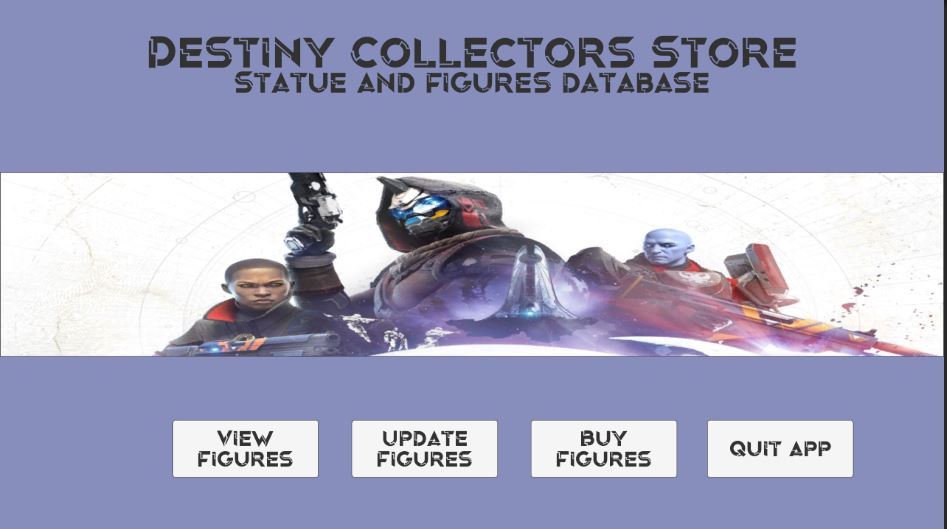 DESTINY COLLECTORS STORE
STATUE AND FIGURES DATABASE
VIEW
FIGURES
UPDATE
FIGURES
BUY
FIGURES
QUIT APP